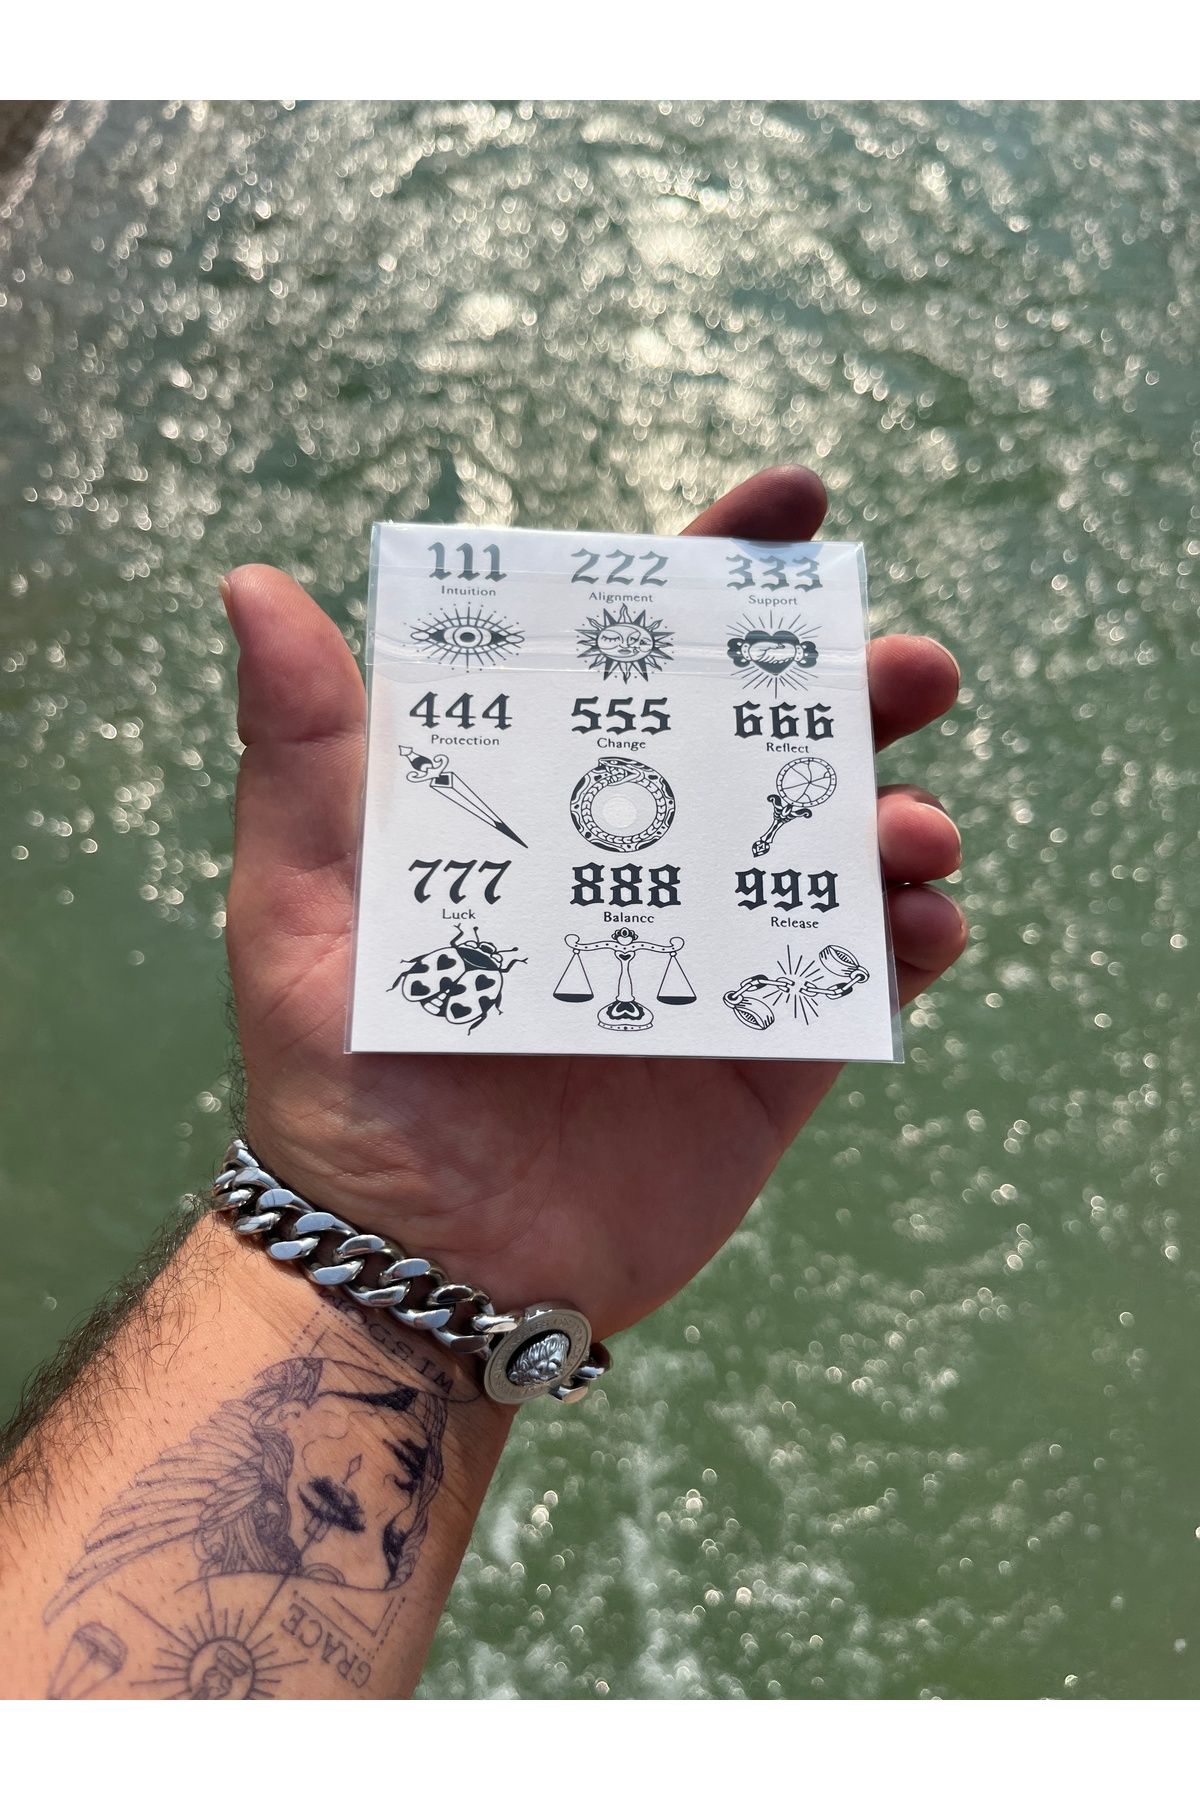 111 222 333
Intuition Alignment Support
444 555 666
Protection Change Reflect
777 888 999
Luck Balance Release
GRACE